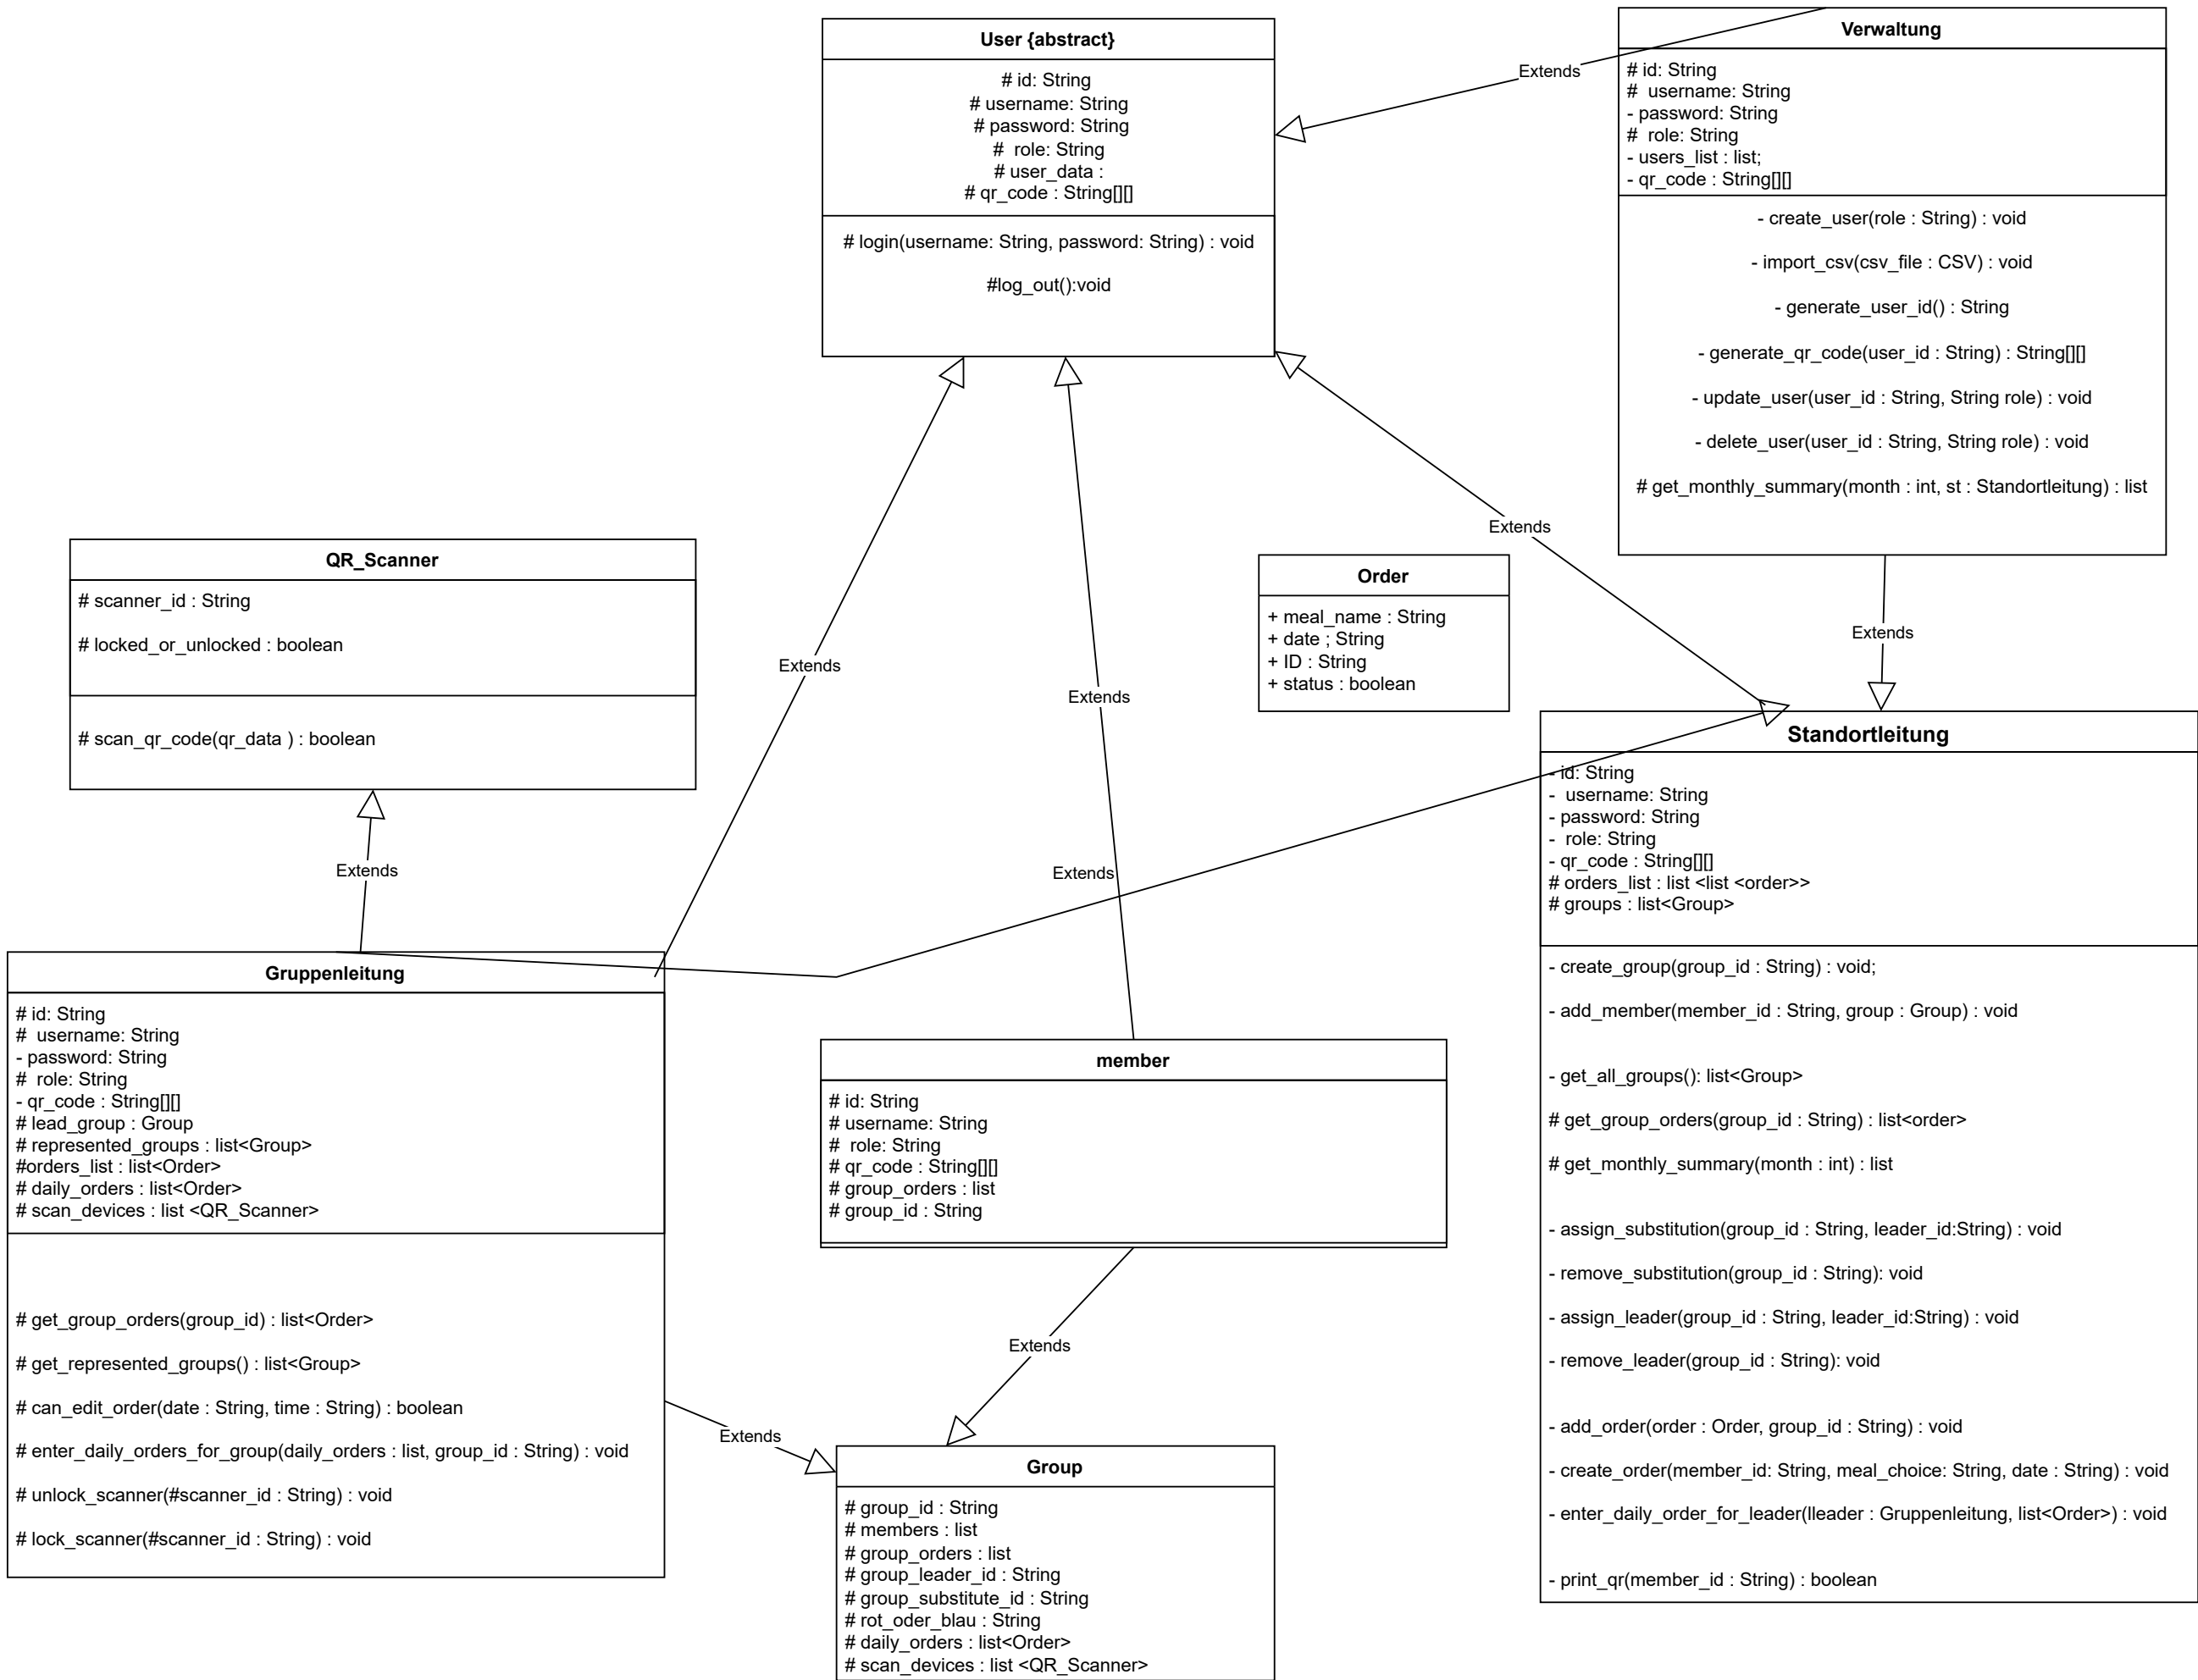 User {abstract}
# id: String
# username: String
# password: String
#  role: String
# user_data :
# qr_code : String[][]
# login(username: String, password: String) : void
#log_out():void
Verwaltung
# id: String
#  username: String
- password: String
#  role: String
- users_list : list;
- qr_code : String[][]
- create_user(role : String) : void
- import_csv(csv_file : CSV) : void
- generate_user_id() : String
- generate_qr_code(user_id : String) : String[][]
- update_user(user_id : String, String role) : void
- delete_user(user_id : String, String role) : void
# get_monthly_summary(month : int, st : Standortleitung) : list
Extends
Extends
Extends
Extends
Extends
Extends
Extends
Extends
Extends
QR_Scanner
# scanner_id : String
# locked_or_unlocked : boolean
# scan_qr_code(qr_data ) : boolean
Order
+ meal_name : String
+ date ; String
+ ID : String
+ status : boolean
Standortleitung
- id: String
-  username: String
- password: String
-  role: String
- qr_code : String[][]
# orders_list : list <list <order>>
# groups : list<Group>
- create_group(group_id : String) : void;
- add_member(member_id : String, group : Group) : void
- get_all_groups(): list<Group>
# get_group_orders(group_id : String) : list<order>
# get_monthly_summary(month : int) : list
- assign_substitution(group_id : String, leader_id:String) : void
- remove_substitution(group_id : String): void
- assign_leader(group_id : String, leader_id:String) : void
- remove_leader(group_id : String): void
- add_order(order : Order, group_id : String) : void
- create_order(member_id: String, meal_choice: String, date : String) : void
- enter_daily_order_for_leader(lleader : Gruppenleitung, list<Order>) : void
- print_qr(member_id : String) : boolean
Gruppenleitung
# id: String
#  username: String
- password: String
#  role: String
- qr_code : String[][]
# lead_group : Group
# represented_groups : list<Group>
#orders_list : list<Order>
# daily_orders : list<Order>
# scan_devices : list <QR_Scanner>
# get_group_orders(group_id) : list<Order>
# get_represented_groups() : list<Group>
# can_edit_order(date : String, time : String) : boolean
# enter_daily_orders_for_group(daily_orders : list, group_id : String) : void
# unlock_scanner(#scanner_id : String) : void
# lock_scanner(#scanner_id : String) : void
member
# id: String
# username: String
#  role: String
# qr_code : String[][]
# group_orders : list
# group_id : String
Group
# group_id : String
# members : list
# group_orders : list
# group_leader_id : String
# group_substitute_id : String
# rot_oder_blau : String
# daily_orders : list<Order>
# scan_devices : list <QR_Scanner>